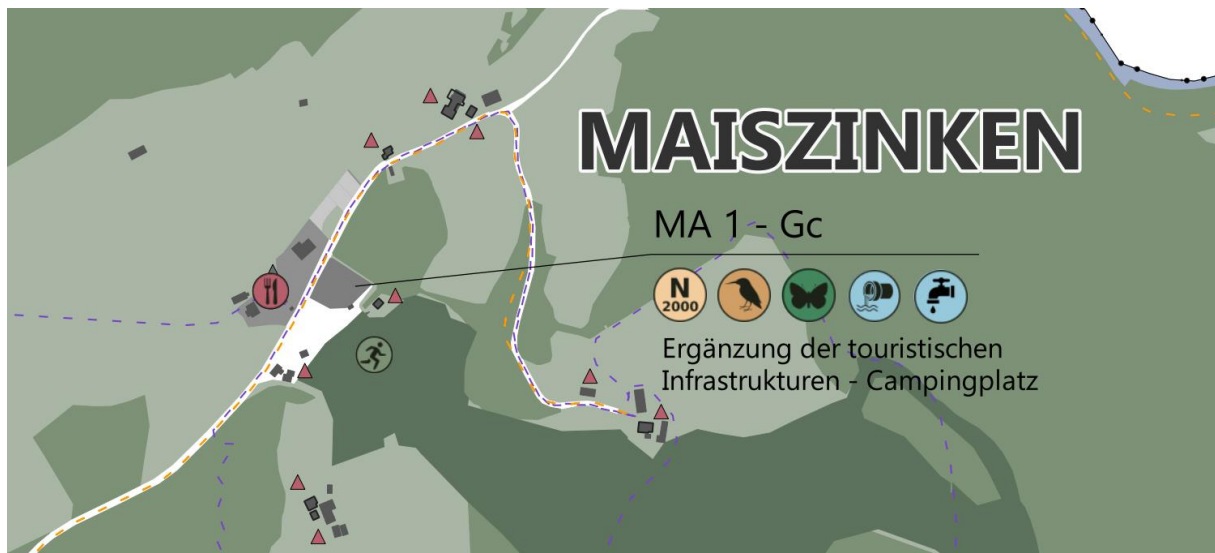 MAISZINKEN
MA 1 - Gc
N
2000
Ergänzung der touristischen
Infrastrukturen - Campingplatz